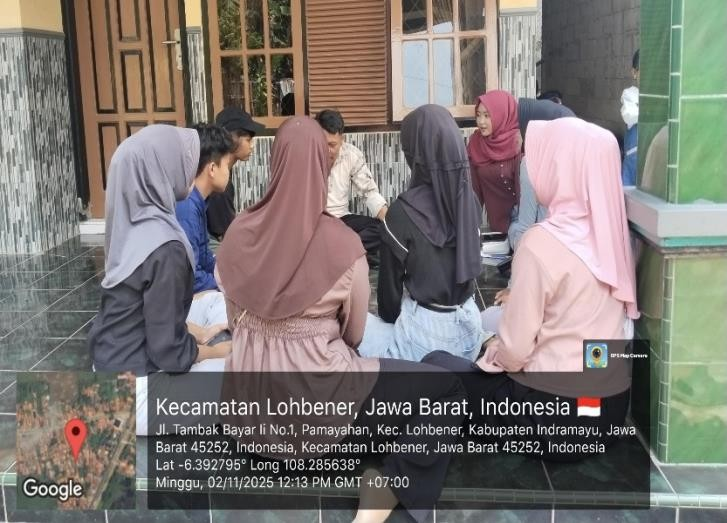 GPS Map Camera
Kecamatan Lohbener, Jawa Barat, Indonesia 🇮🇩
Jl. Tambak Bayar Ii No.1, Pamayahan, Kec. Lohbener, Kabupaten Indramayu, Jawa
Barat 45252, Indonesia, Kecamatan Lohbener, Jawa Barat 45252, Indonesia
Lat -6.392795° Long 108.285638°
Minggu, 02/11/2025 12:13 PM GMT +07:00
Google